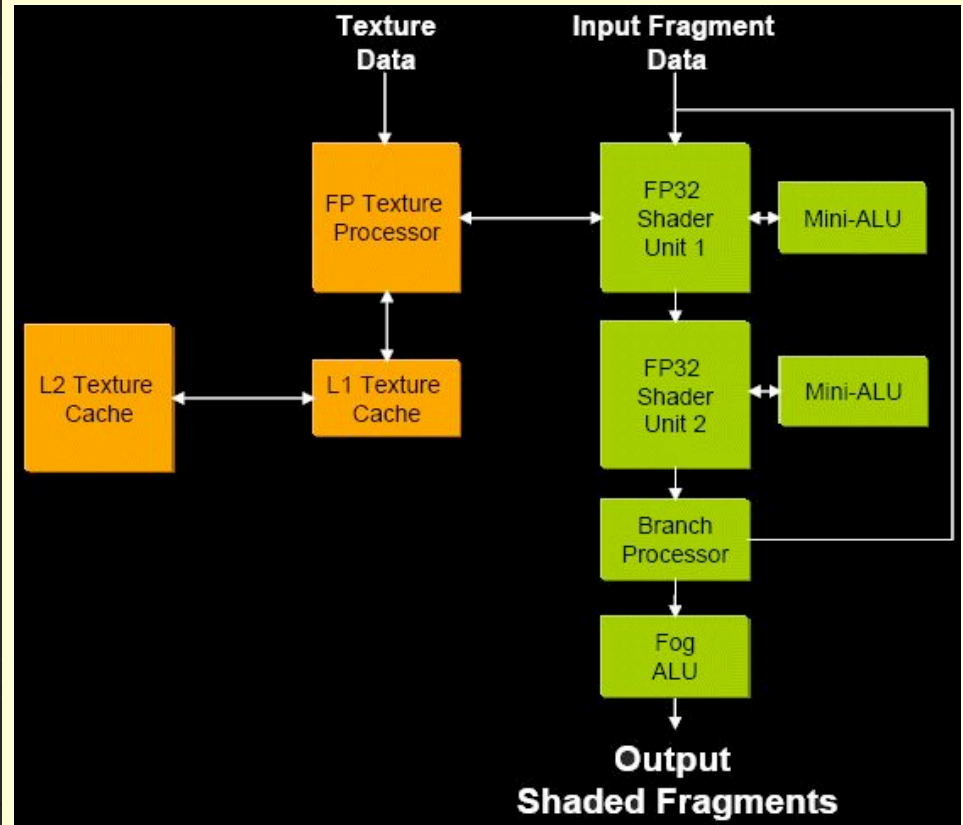 Texture
Data
Input Fragment
Data
FP Texture
Processor
FP32
Shader
Unit 1
Mini-ALU
L2 Texture
Cache
L1 Texture
Cache
FP32
Shader
Unit 2
Mini-ALU
Branch
Processor
Fog
ALU
Output
Shaded Fragments